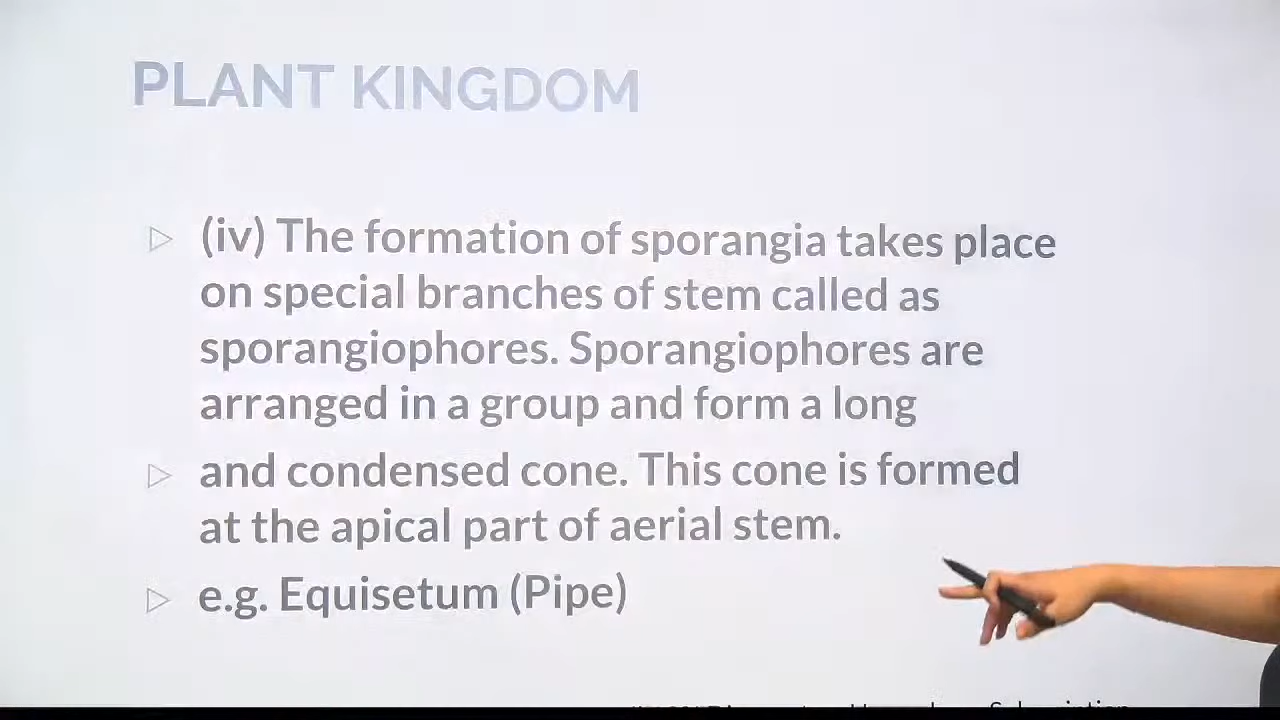 PLANT KINGDOM
(iv) The formation of sporangia takes place
on special branches of stem called as
sporangiophores. Sporangiophores are
arranged in a group and form a long
and condensed cone. This cone is formed
at the apical part of aerial stem.
e.g. Equisetum (Pipe)